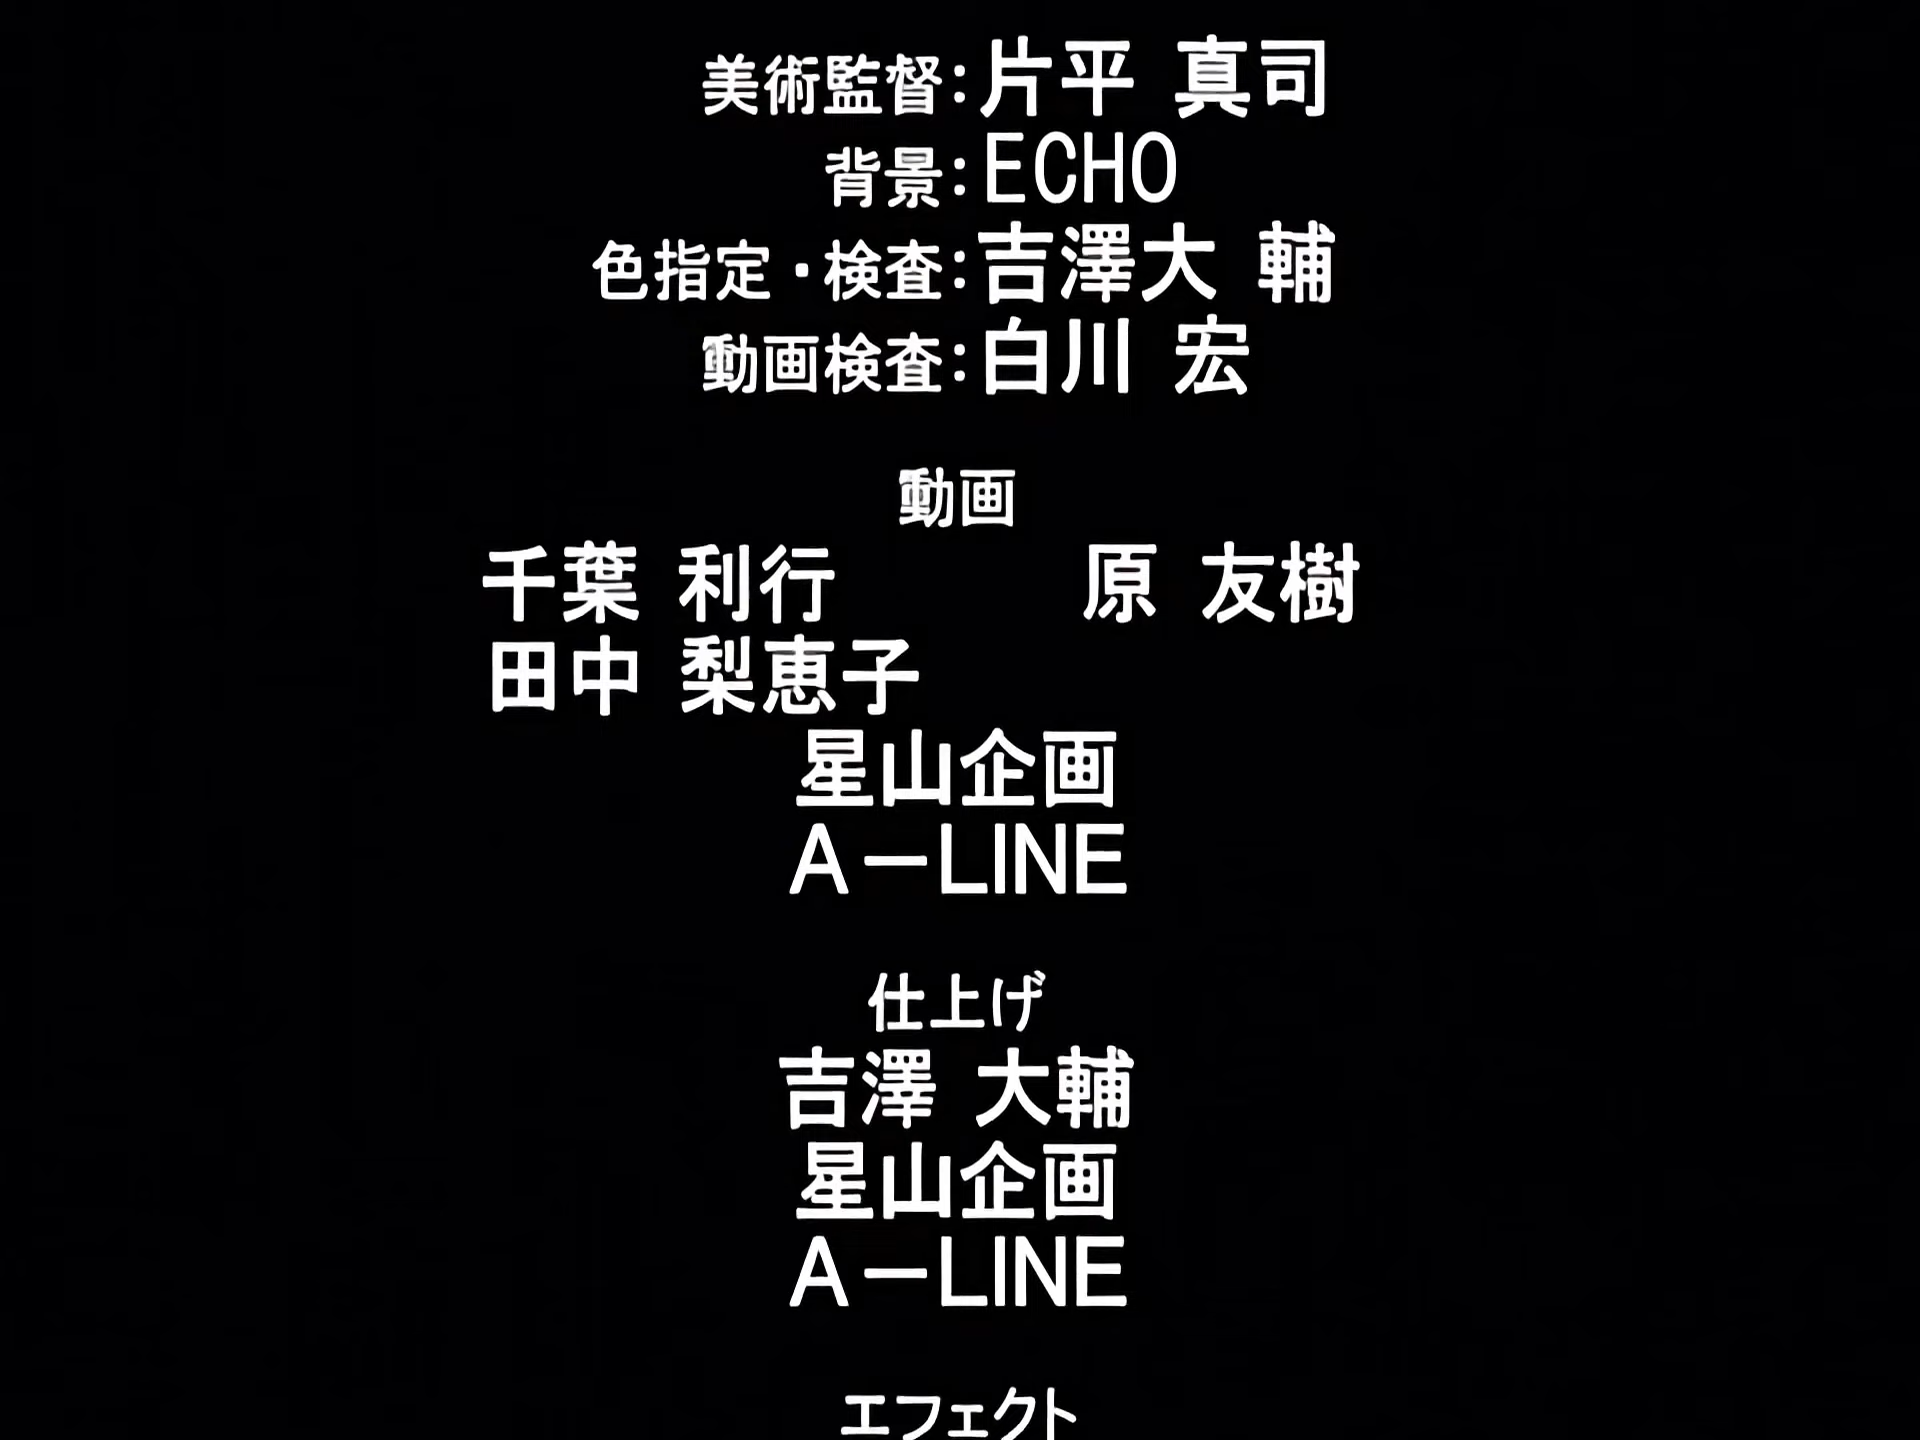 美術監督：片平 真司
背景：ECHO
色指定・検査：吉澤大 輔
動画検査：白川 宏
動画
千葉 利行 原 友樹
田中 梨恵子
星山企画
A－LINE
仕上げ
吉澤 大輔
星山企画
A－LINE
エフェクト